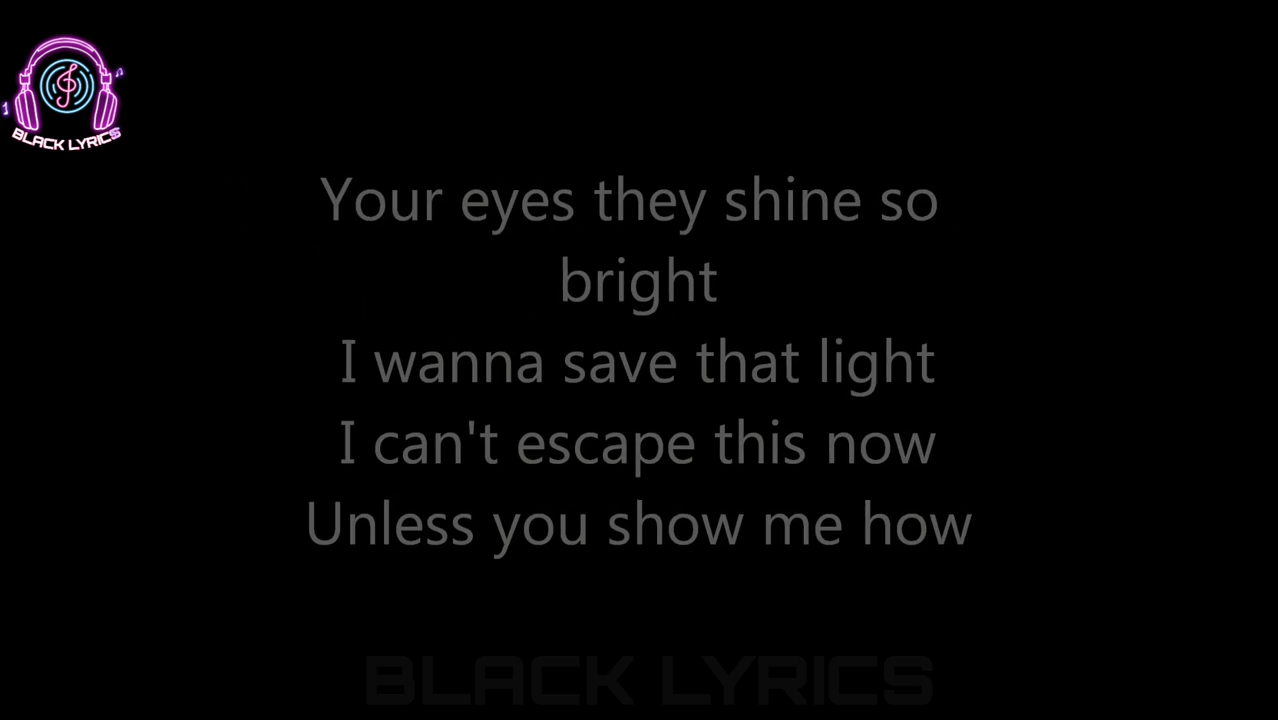 BLACK LYRICS
Your eyes they shine so
bright
I wanna save that light
I can't escape this now
Unless you show me how
BLACK LYRICS